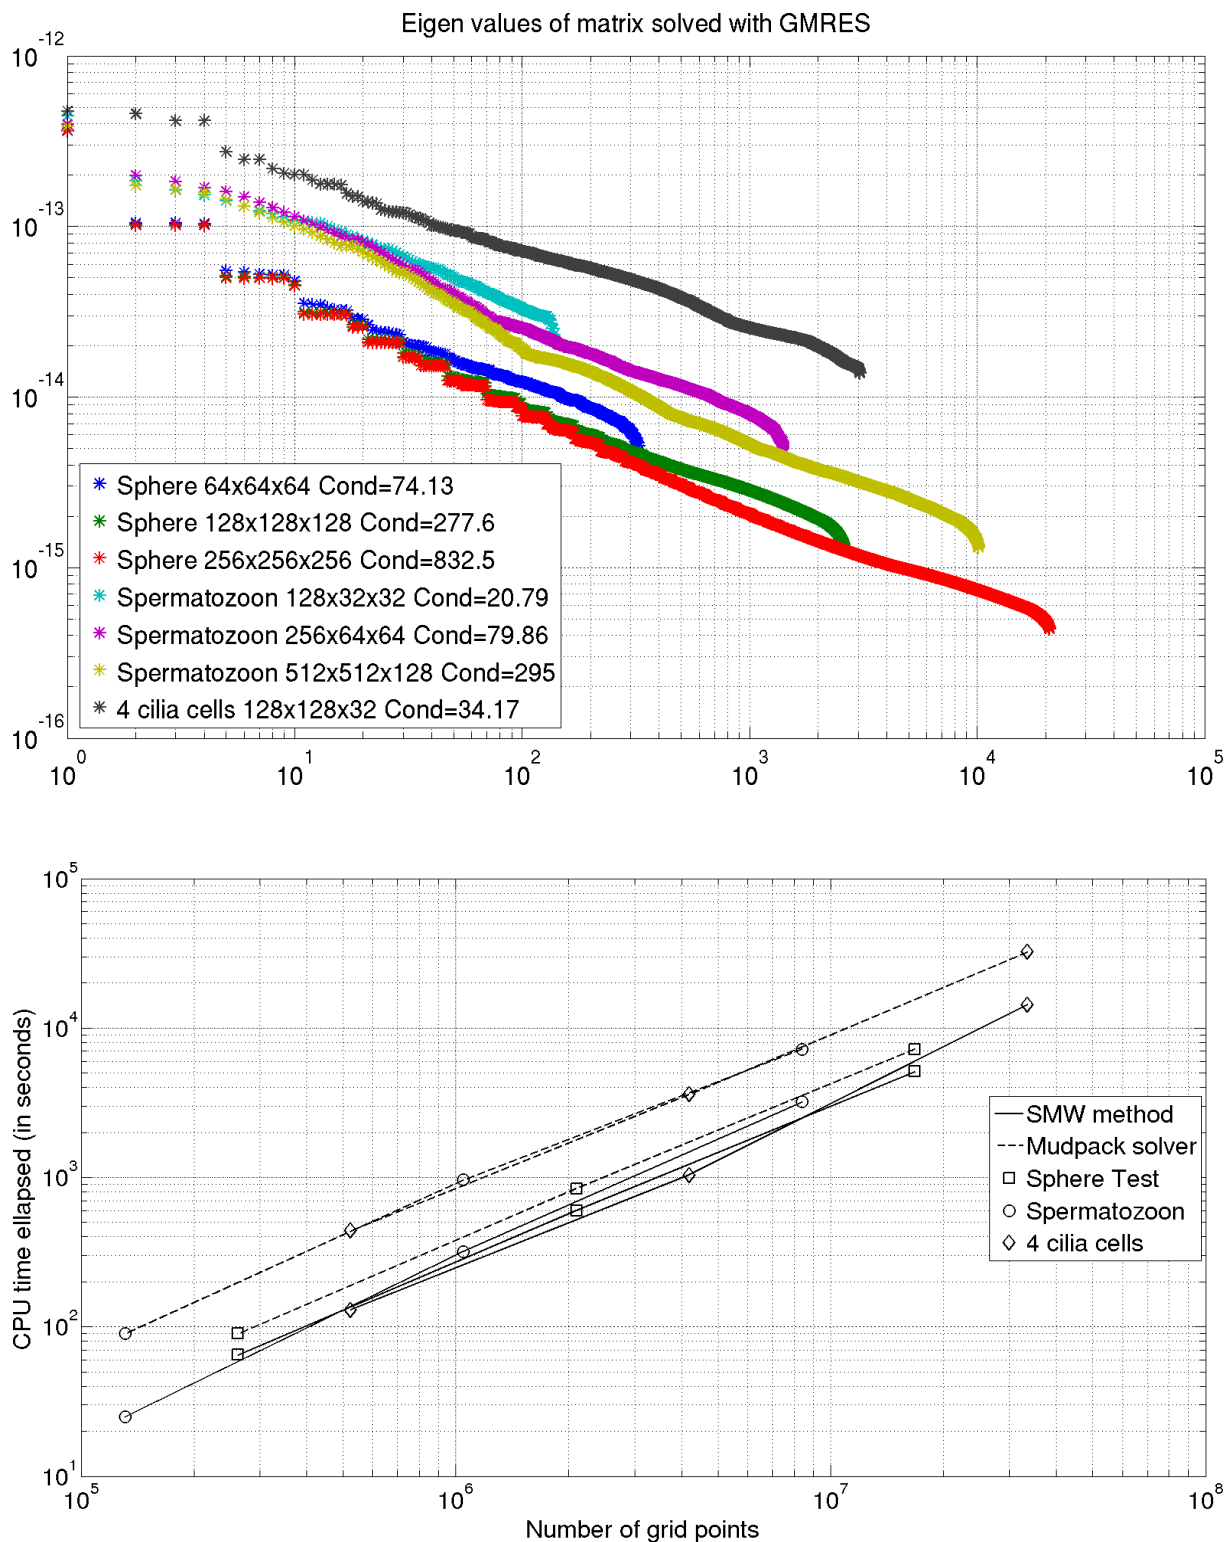 Eigen values of matrix solved with GMRES
10^-12
10^-13
10^-14
10^-15
10^-16
Sphere 64x64x64 Cond=74.13
Sphere 128x128x128 Cond=277.6
Sphere 256x256x256 Cond=832.5
Spermatozoon 128x32x32 Cond=20.79
Spermatozoon 256x64x64 Cond=79.86
Spermatozoon 512x512x128 Cond=295
4 cilia cells 128x128x32 Cond=34.17
10^0 10^1 10^2 10^3 10^4 10^5
CPU time ellapsed (in seconds)
10^5
10^4
10^3
10^2
10^1
SMW method
Mudpack solver
Sphere Test
Spermatozoon
4 cilia cells
10^5 10^6 10^7 10^8
Number of grid points